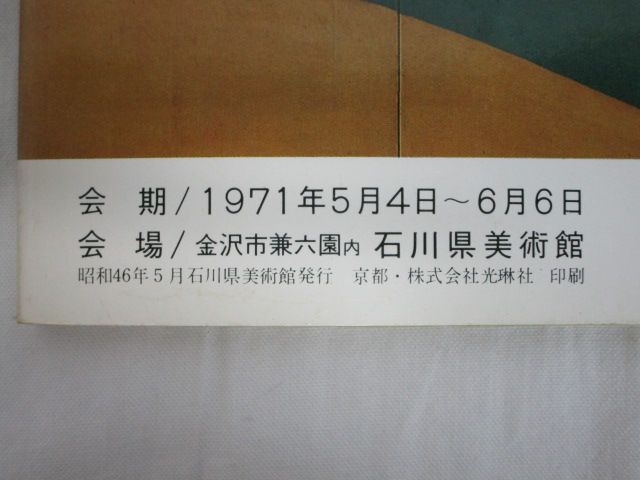 会 期/1971年5月4日～6月6日
会 場/金沢市兼六園内 石川県美術館
昭和46年5月石川県美術館発行 京都・株式会社光琳社 印刷